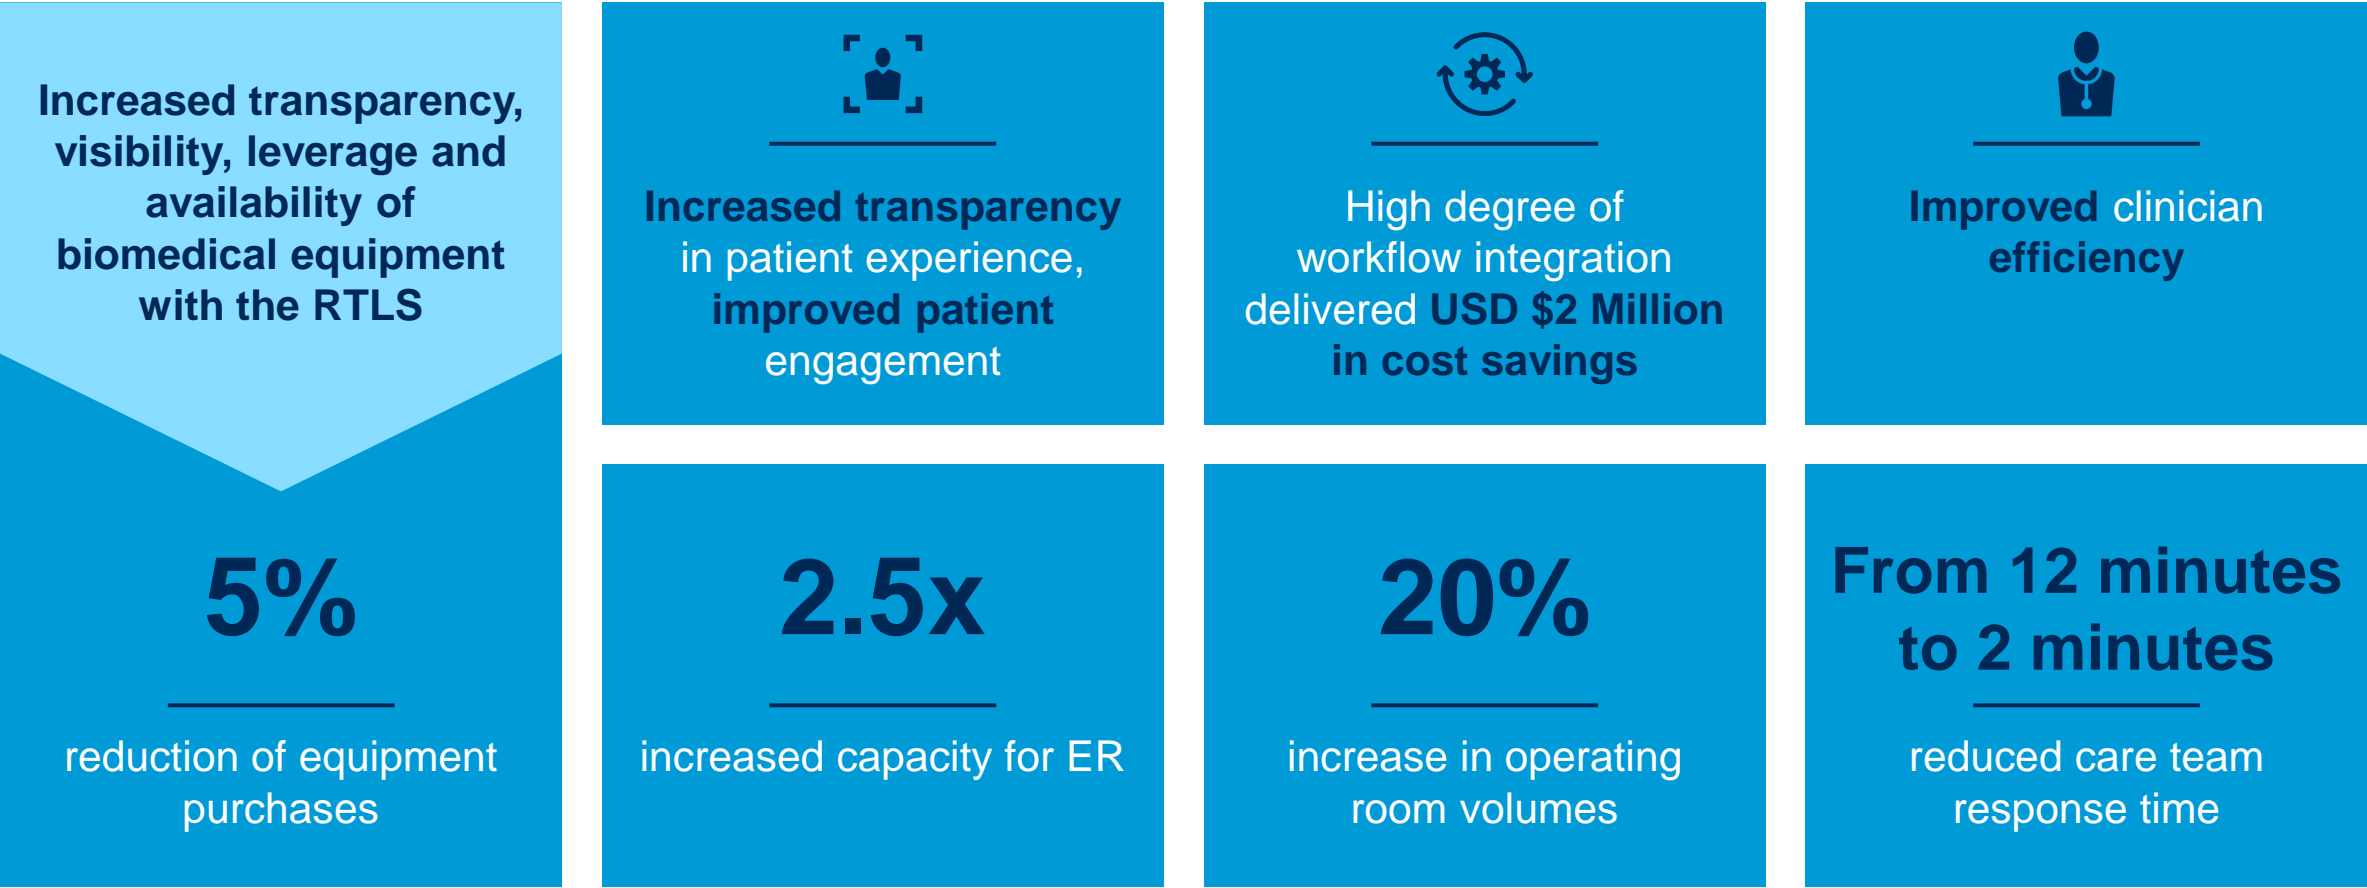 Increased transparency,
visibility, leverage and
availability of
biomedical equipment
with the RTLS
5%
reduction of equipment
purchases
Increased transparency
in patient experience,
improved patient
engagement
High degree of
workflow integration
delivered USD $2 Million
in cost savings
Improved clinician
efficiency
2.5x
increased capacity for ER
20%
increase in operating
room volumes
From 12 minutes
to 2 minutes
reduced care team
response time